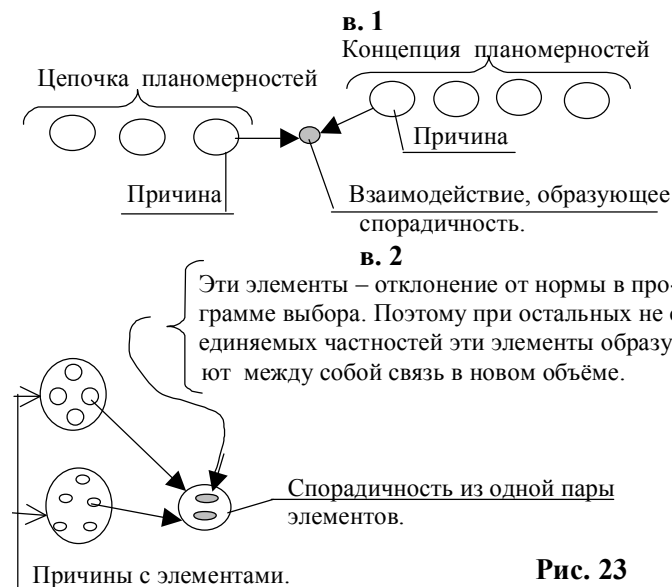 в. 1
Концепция планомерностей
Цепочка планомерностей
Причина
Причина
Взаимодействие, образующее
спорадичность.
в. 2
Эти элементы – отклонение от нормы в про-
грамме выбора. Поэтому при остальных не
единяемых частностей эти элементы образу-
ют между собой связь в новом объёме.
Спорадичность из одной пары
элементов.
Причины с элементами.
Рис. 23